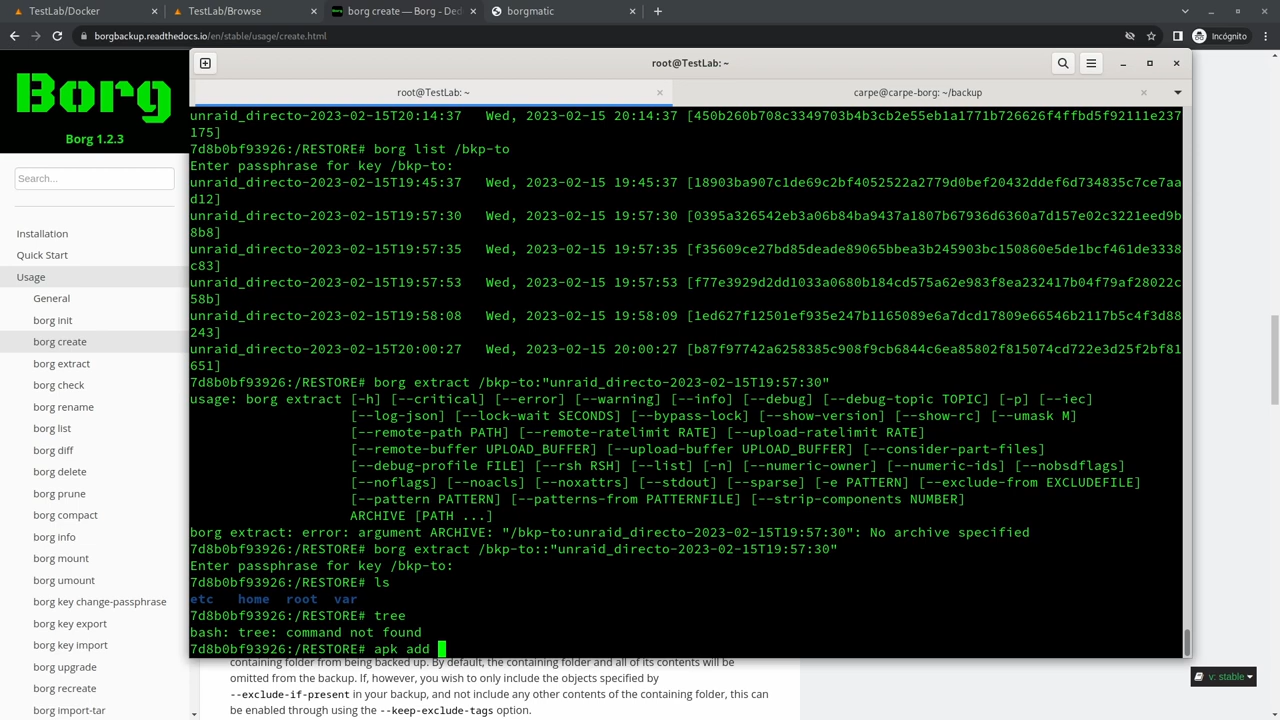 TestLab/Docker
TestLab/Browse
borg create — Borg - Dec
borgmatic
borgbackup.readthedocs.io/en/stable/usage/create.html
Incógnito
Borg
Borg 1.2.3
Search...
Installation
Quick Start
Usage
General
borg init
borg create
borg extract
borg check
borg rename
borg list
borg diff
borg delete
borg prune
borg compact
borg info
borg mount
borg umount
borg key change-passphrase
borg key export
borg key import
borg upgrade
borg recreate
borg import-tar
root@TestLab: ~
root@TestLab: ~
carpe@carpe-borg: ~/backup
unraid_directo-2023-02-15T20:14:37   Wed, 2023-02-15 20:14:37 [450b260b708c3349703b4b3cb2e55eb1a1771b726626f4ffbd5f92111e237
175]
7d8b0bf93926:/RESTORE# borg list /bkp-to
Enter passphrase for key /bkp-to:
unraid_directo-2023-02-15T19:45:37   Wed, 2023-02-15 19:45:37 [18903ba907c1de69c2bf4052522a2779d0bef20432ddef6d734835c7ce7aa
d12]
unraid_directo-2023-02-15T19:57:30   Wed, 2023-02-15 19:57:30 [0395a326542eb3a06b84ba9437a1807b67936d6360a7d157e02c3221eed9b
8b8]
unraid_directo-2023-02-15T19:57:35   Wed, 2023-02-15 19:57:35 [f35609ce27bd85deade89065bbea3b245903bc150860e5de1bcf461de3338
c83]
unraid_directo-2023-02-15T19:57:53   Wed, 2023-02-15 19:57:53 [f77e3929d2dd1033a0680b184cd575a62e983f8ea232417b04f79af28022c
58b]
unraid_directo-2023-02-15T19:58:08   Wed, 2023-02-15 19:58:09 [1ed627f12501ef935e247b1165089e6a7dcd17809e66546b2117b5c4f3d88
243]
unraid_directo-2023-02-15T20:00:27   Wed, 2023-02-15 20:00:27 [b87f97742a6258385c908f9cb6844c6ea85802f815074cd722e3d25f2bf81
651]
7d8b0bf93926:/RESTORE# borg extract /bkp-to:"unraid_directo-2023-02-15T19:57:30"
usage: borg extract [-h] [--critical] [--error] [--warning] [--info] [--debug] [--debug-topic TOPIC] [-p] [--iec]
[--log-json] [--lock-wait SECONDS] [--bypass-lock] [--show-version] [--show-rc] [--umask M]
[--remote-path PATH] [--remote-ratelimit RATE] [--upload-ratelimit RATE]
[--remote-buffer UPLOAD_BUFFER] [--upload-buffer UPLOAD_BUFFER] [--consider-part-files]
[--debug-profile FILE] [--rsh RSH] [--list] [-n] [--numeric-owner] [--numeric-ids] [--nobsdflags]
[--noflags] [--noacls] [--noxattrs] [--stdout] [--sparse] [-e PATTERN] [--exclude-from EXCLUDEFILE]
[--pattern PATTERN] [--patterns-from PATTERNFILE] [--strip-components NUMBER]
ARCHIVE [PATH ...]
borg extract: error: argument ARCHIVE: "/bkp-to:unraid_directo-2023-02-15T19:57:30": No archive specified
7d8b0bf93926:/RESTORE# borg extract /bkp-to::"unraid_directo-2023-02-15T19:57:30"
Enter passphrase for key /bkp-to:
7d8b0bf93926:/RESTORE# ls
etc   home  root  var
7d8b0bf93926:/RESTORE# tree
bash: tree: command not found
7d8b0bf93926:/RESTORE# apk add
containing folder from being backed up. By default, the containing folder and all of its contents will be
omitted from the backup. If, however, you wish to only include the objects specified by
--exclude-if-present in your backup, and not include any other contents of the containing folder, this can
be enabled through using the --keep-exclude-tags option.
v: stable